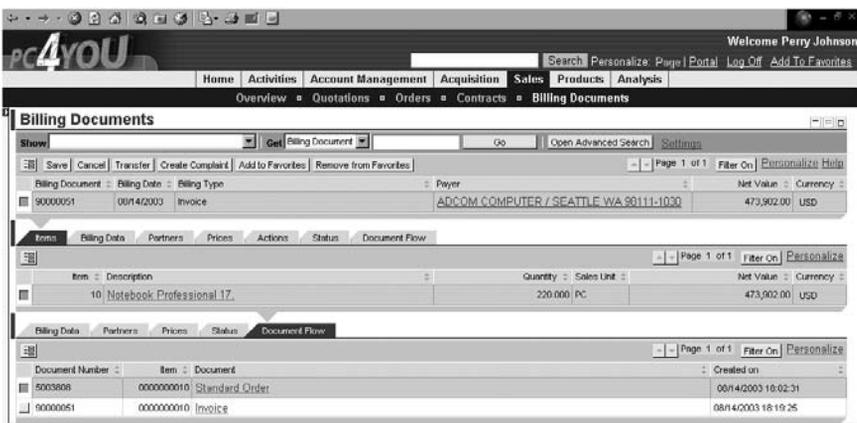 PC4YOU
Welcome Perry Johnson
Search Personalize: Page | Portal Log Off Add To Favorites
Home Activities Account Management Acquisition Sales Products Analysis
Overview Quotations Orders Contracts Billing Documents
Billing Documents
Show Get Billing Document Go Open Advanced Search Settings
Save Cancel Transfer Create Complaint Add to Favorites Remove from Favorites Page 1 of 1 Filter On Personalize Help
Billing Document Billing Date Billing Type Payer Net Value Currency
90000051 08/14/2003 Invoice ADCOM COMPUTER / SEATTLE WA 98111-1030 473,902.00 USD
Items Billing Data Partners Prices Actions Status Document Flow
Page 1 of 1 Filter On Personalize
Item Description Quantity Sales Unit Net Value Currency
10 Notebook Professional 17. 220.000 PC 473,902.00 USD
Billing Data Partners Prices Status Document Flow
Page 1 of 1 Filter On Personalize
Document Number Item Document Created on
5003808 0000000010 Standard Order 08/14/2003 18:02:31
90000051 0000000010 Invoice 08/14/2003 18:19:25